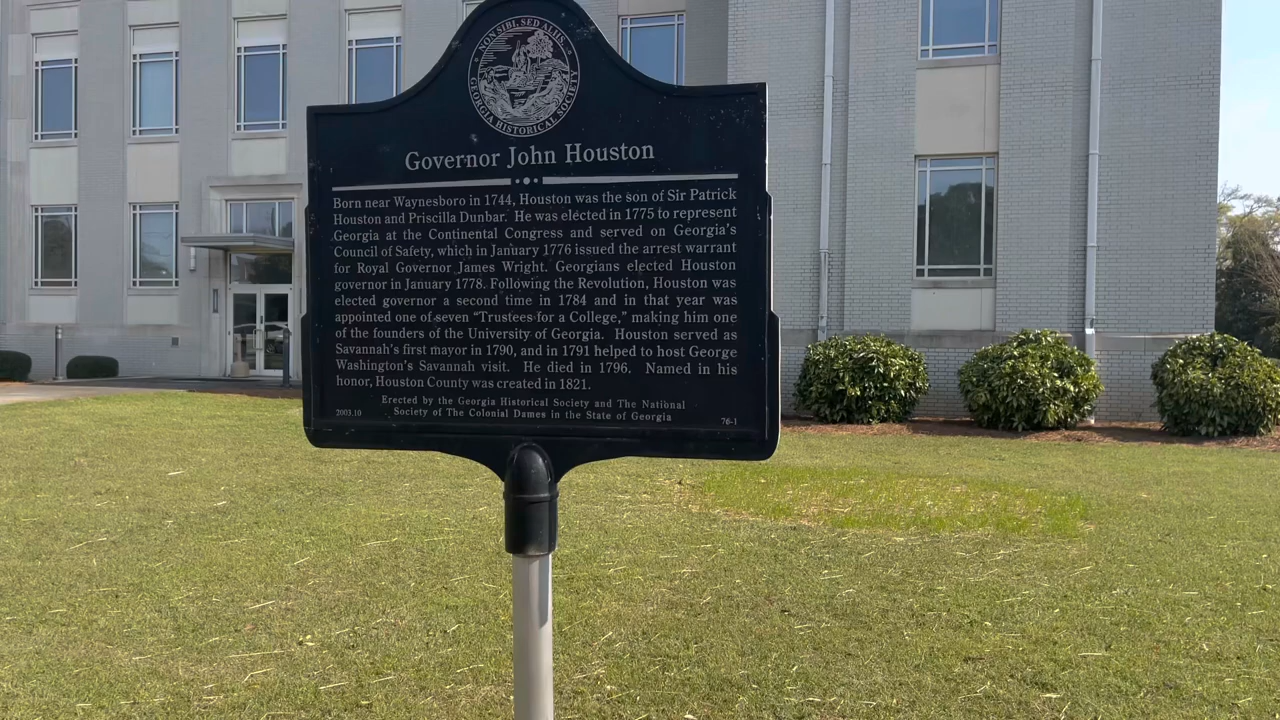 NON SIBI, SED ALIIS
GEORGIA HISTORICAL SOCIETY
Governor John Houston
Born near Waynesboro in 1744, Houston was the son of Sir Patrick
Houston and Priscilla Dunbar. He was elected in 1775 to represent
Georgia at the Continental Congress and served on Georgia's
Council of Safety, which in January 1776 issued the arrest warrant
for Royal Governor James Wright. Georgians elected Houston
governor in January 1778. Following the Revolution, Houston was
elected governor a second time in 1784 and in that year was
appointed one of seven "Trustees for a College," making him one
of the founders of the University of Georgia. Houston served as
Savannah's first mayor in 1790, and in 1791 helped to host George
Washington's Savannah visit. He died in 1796. Named in his
honor, Houston County was created in 1821.
Erected by the Georgia Historical Society and The National
Society of The Colonial Dames in the State of Georgia
2003.10
76-1